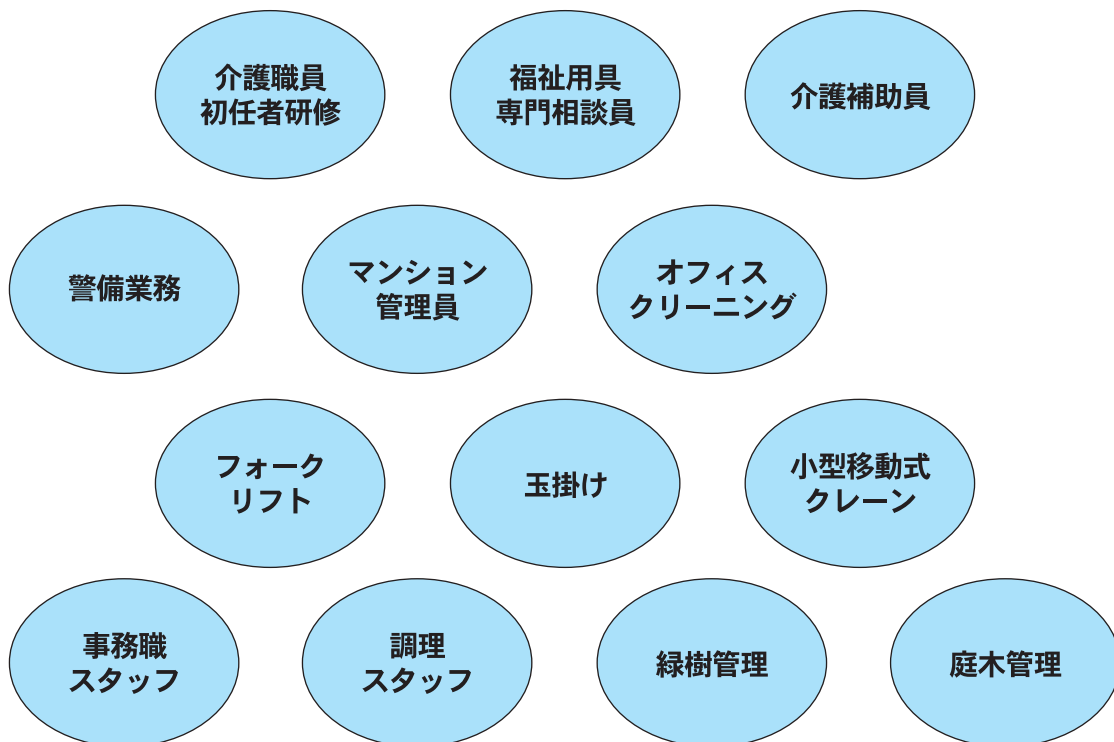 介護職員
初任者研修
福祉用具
専門相談員
介護補助員
警備業務
マンション
管理員
オフィス
クリーニング
フォーク
リフト
玉掛け
小型移動式
クレーン
事務職
スタッフ
調理
スタッフ
緑樹管理
庭木管理